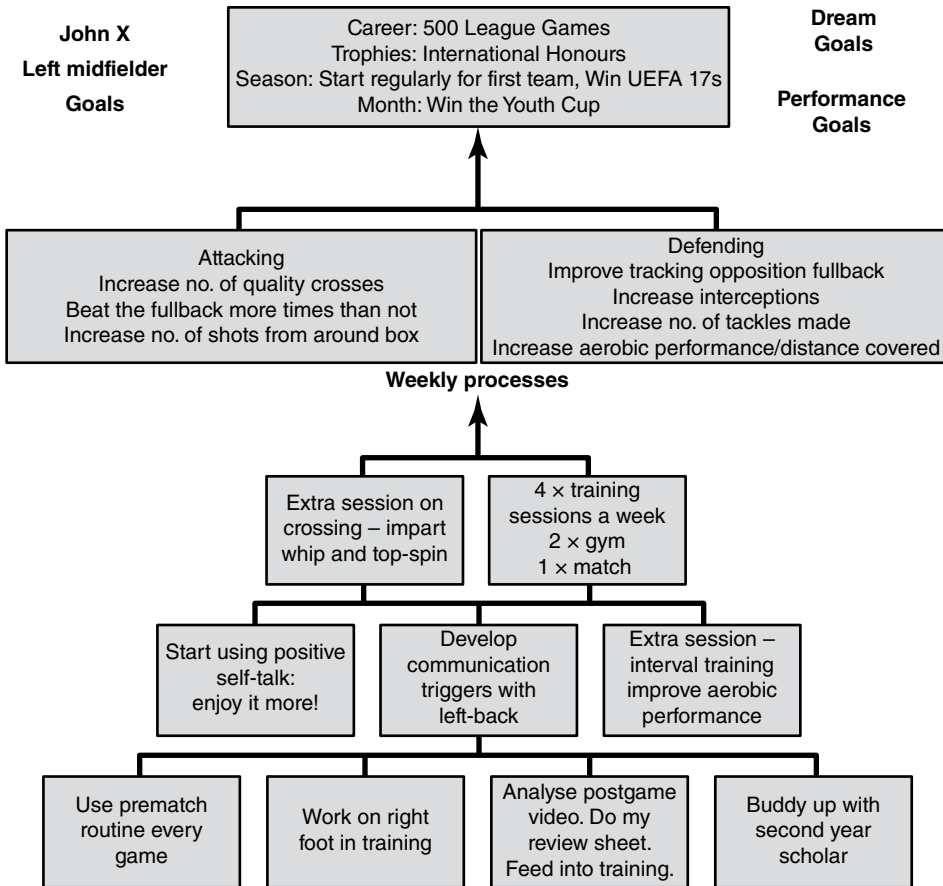 John X
Left midfielder
Goals
Career: 500 League Games
Trophies: International Honours
Season: Start regularly for first team, Win UEFA 17s
Month: Win the Youth Cup
Dream
Goals
Performance
Goals
Attacking
Increase no. of quality crosses
Beat the fullback more times than not
Increase no. of shots from around box
Defending
Improve tracking opposition fullback
Increase interceptions
Increase no. of tackles made
Increase aerobic performance/distance covered
Weekly processes
Extra session on
crossing – impart
whip and top-spin
4 × training
sessions a week
2 × gym
1 × match
Start using positive
self-talk:
enjoy it more!
Develop
communication
triggers with
left-back
Extra session –
interval training
improve aerobic
performance
Use prematch
routine every
game
Work on right
foot in training
Analyse postgame
video. Do my
review sheet.
Feed into training.
Buddy up with
second year
scholar